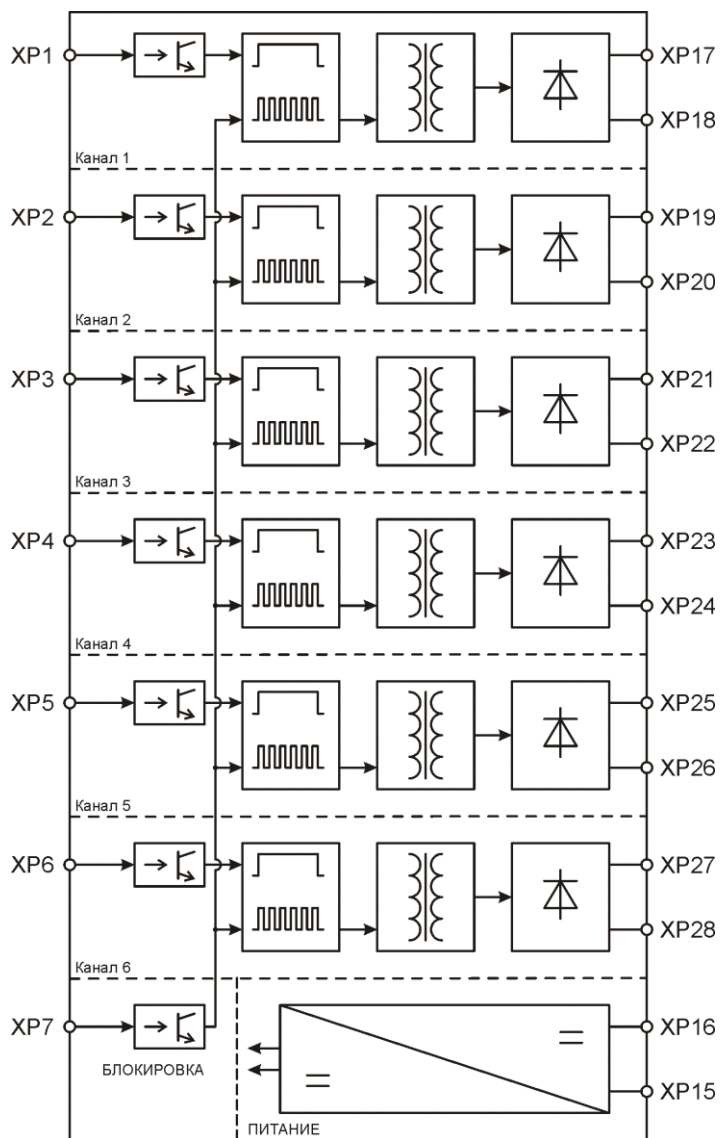 XP1
XP17
XP18
Канал 1
XP2
XP19
XP20
Канал 2
XP3
XP21
XP22
Канал 3
XP4
XP23
XP24
Канал 4
XP5
XP25
XP26
Канал 5
XP6
XP27
XP28
Канал 6
XP7
XP16
БЛОКИРОВКА
XP15
ПИТАНИЕ